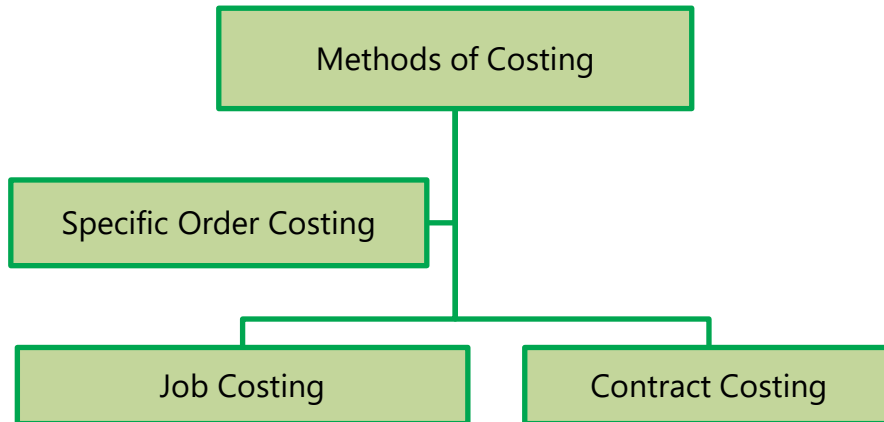 Methods of Costing
Specific Order Costing
Job Costing
Contract Costing